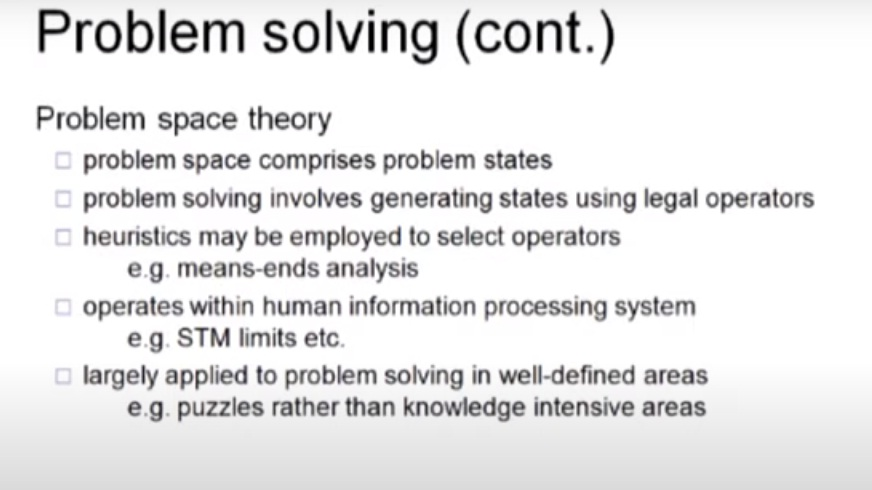 Problem solving (cont.)
Problem space theory
problem space comprises problem states
problem solving involves generating states using legal operators
heuristics may be employed to select operators
e.g. means-ends analysis
operates within human information processing system
e.g. STM limits etc.
largely applied to problem solving in well-defined areas
e.g. puzzles rather than knowledge intensive areas